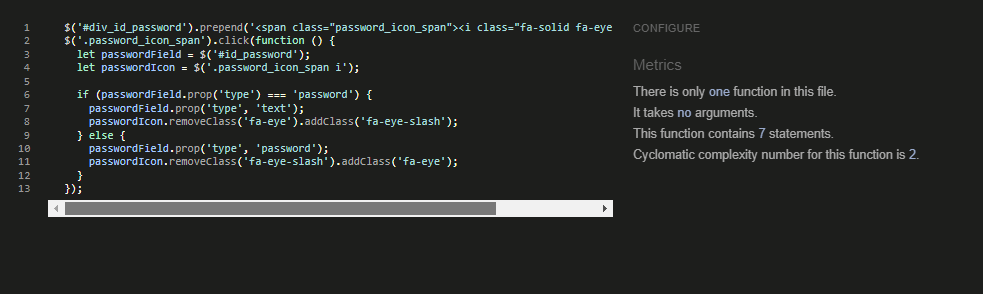 1 $('#div_id_password').prepend('<span class="password_icon_span"><i class="fa-solid fa-eye
2 $('.password_icon_span').click(function () {
3 let passwordField = $('#id_password');
4 let passwordIcon = $('.password_icon_span i');
5
6 if (passwordField.prop('type') === 'password') {
7 passwordField.prop('type', 'text');
8 passwordIcon.removeClass('fa-eye').addClass('fa-eye-slash');
9 } else {
10 passwordField.prop('type', 'password');
11 passwordIcon.removeClass('fa-eye-slash').addClass('fa-eye');
12 }
13 });
CONFIGURE
Metrics
There is only one function in this file.
It takes no arguments.
This function contains 7 statements.
Cyclomatic complexity number for this function is 2.